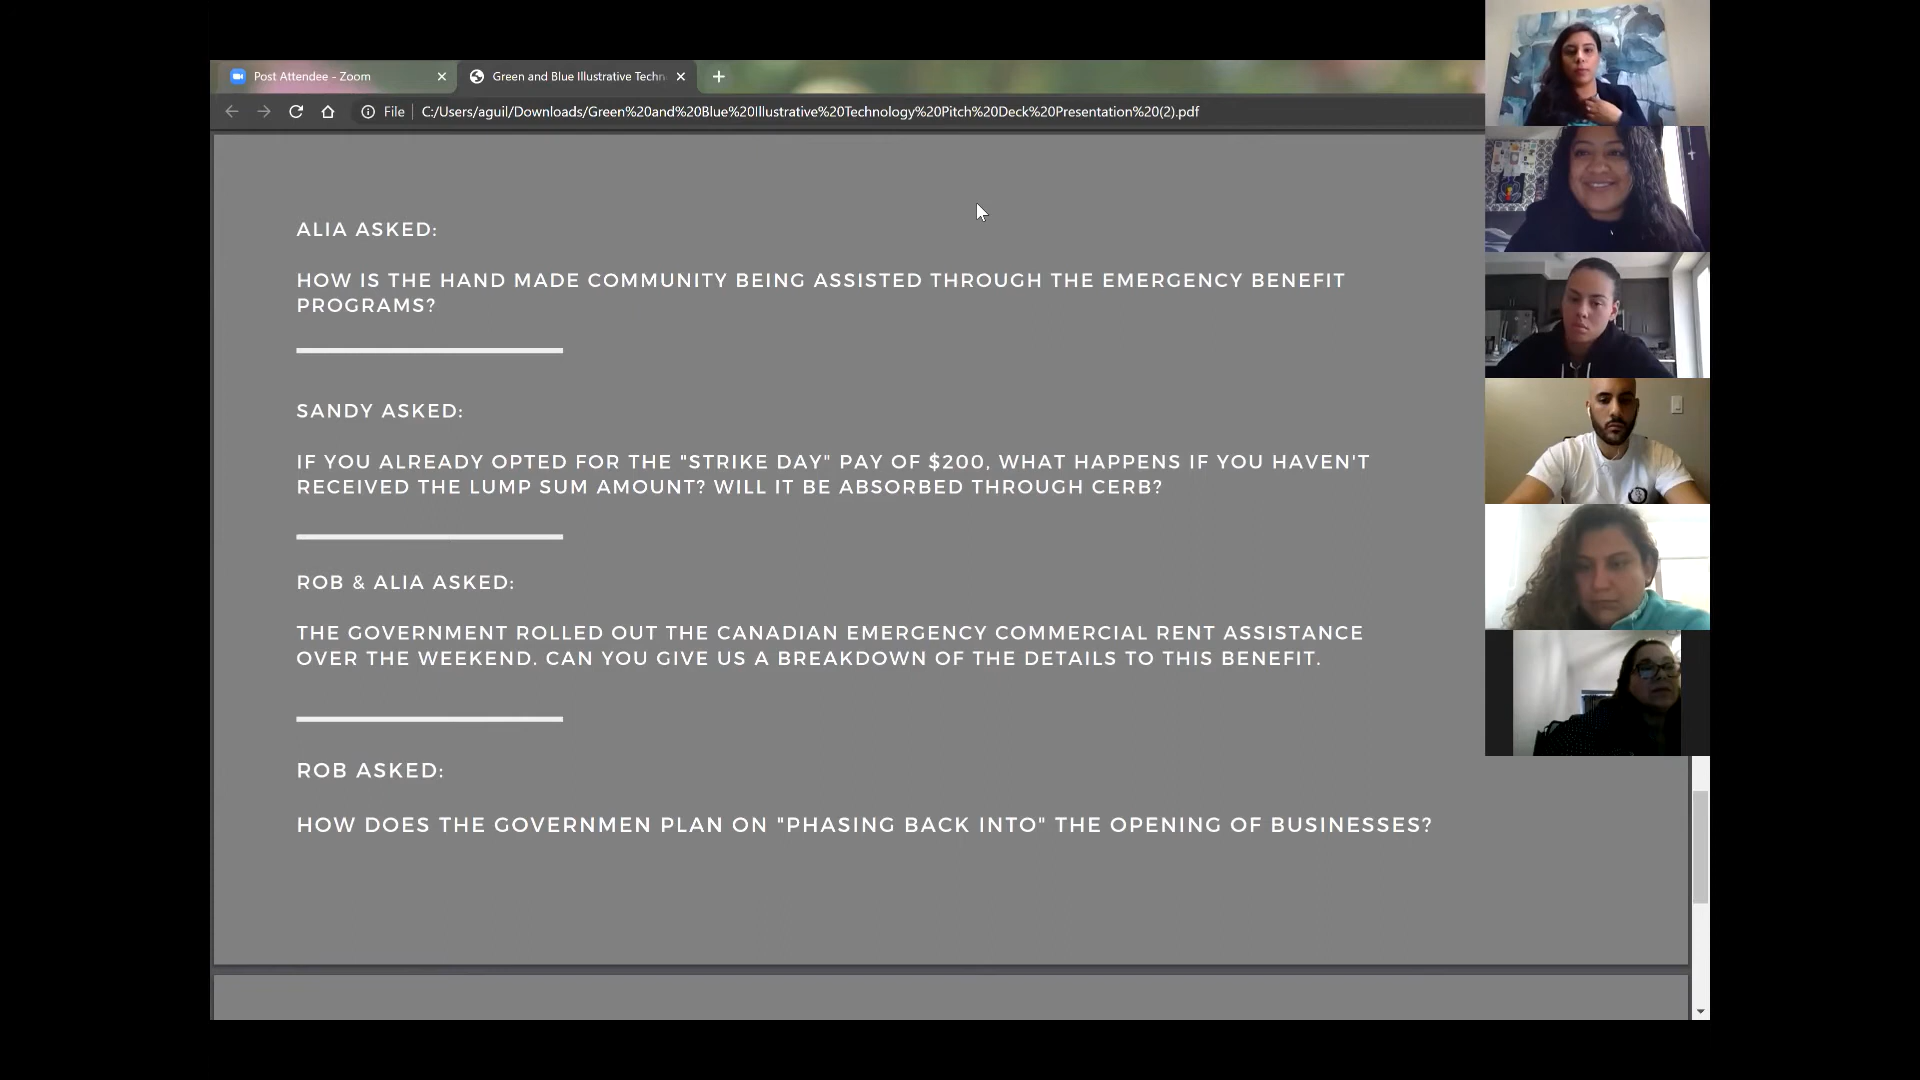 Post Attendee - Zoom
Green and Blue Illustrative Techn
File
C:/Users/aguil/Downloads/Green%20and%20Blue%20Illustrative%20Technology%20Pitch%20Deck%20Presentation%20(2).pdf
ALIA ASKED:
HOW IS THE HAND MADE COMMUNITY BEING ASSISTED THROUGH THE EMERGENCY BENEFIT
PROGRAMS?
SANDY ASKED:
IF YOU ALREADY OPTED FOR THE "STRIKE DAY" PAY OF $200, WHAT HAPPENS IF YOU HAVEN'T
RECEIVED THE LUMP SUM AMOUNT? WILL IT BE ABSORBED THROUGH CERB?
ROB & ALIA ASKED:
THE GOVERNMENT ROLLED OUT THE CANADIAN EMERGENCY COMMERCIAL RENT ASSISTANCE
OVER THE WEEKEND. CAN YOU GIVE US A BREAKDOWN OF THE DETAILS TO THIS BENEFIT.
ROB ASKED:
HOW DOES THE GOVERNMEN PLAN ON "PHASING BACK INTO" THE OPENING OF BUSINESSES?